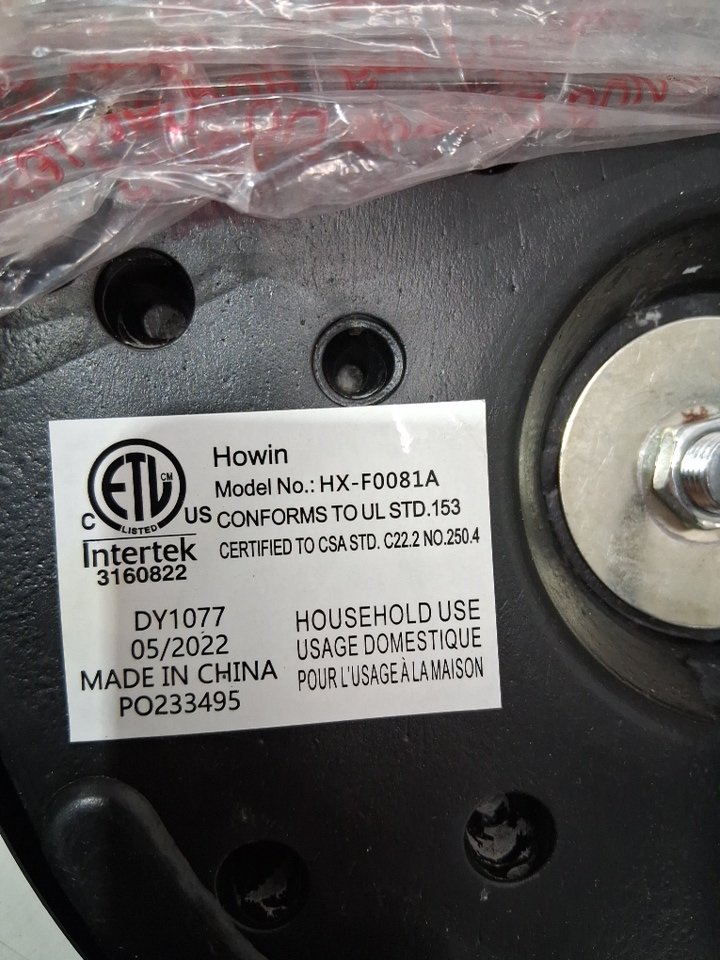 ETL CM
C US
LISTED
Intertek
3160822
Howin
Model No.: HX-F0081A
CONFORMS TO UL STD.153
CERTIFIED TO CSA STD. C22.2 NO.250.4
DY1077
05/2022
MADE IN CHINA
PO233495
HOUSEHOLD USE
USAGE DOMESTIQUE
POUR L'USAGE À LA MAISON